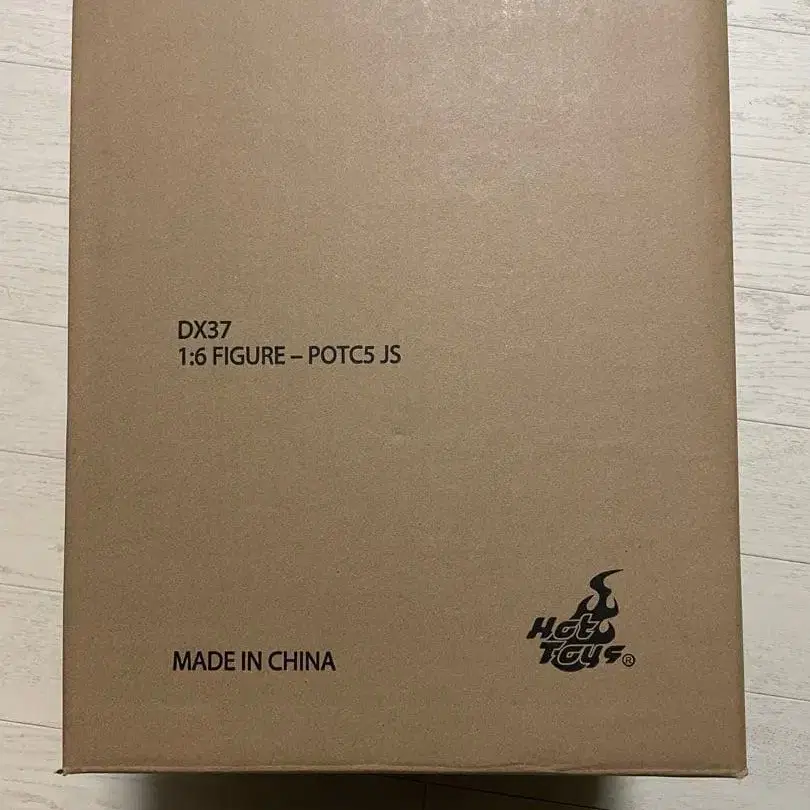 DX37
1:6 FIGURE – POTC5 JS
MADE IN CHINA
Hot
Toys®